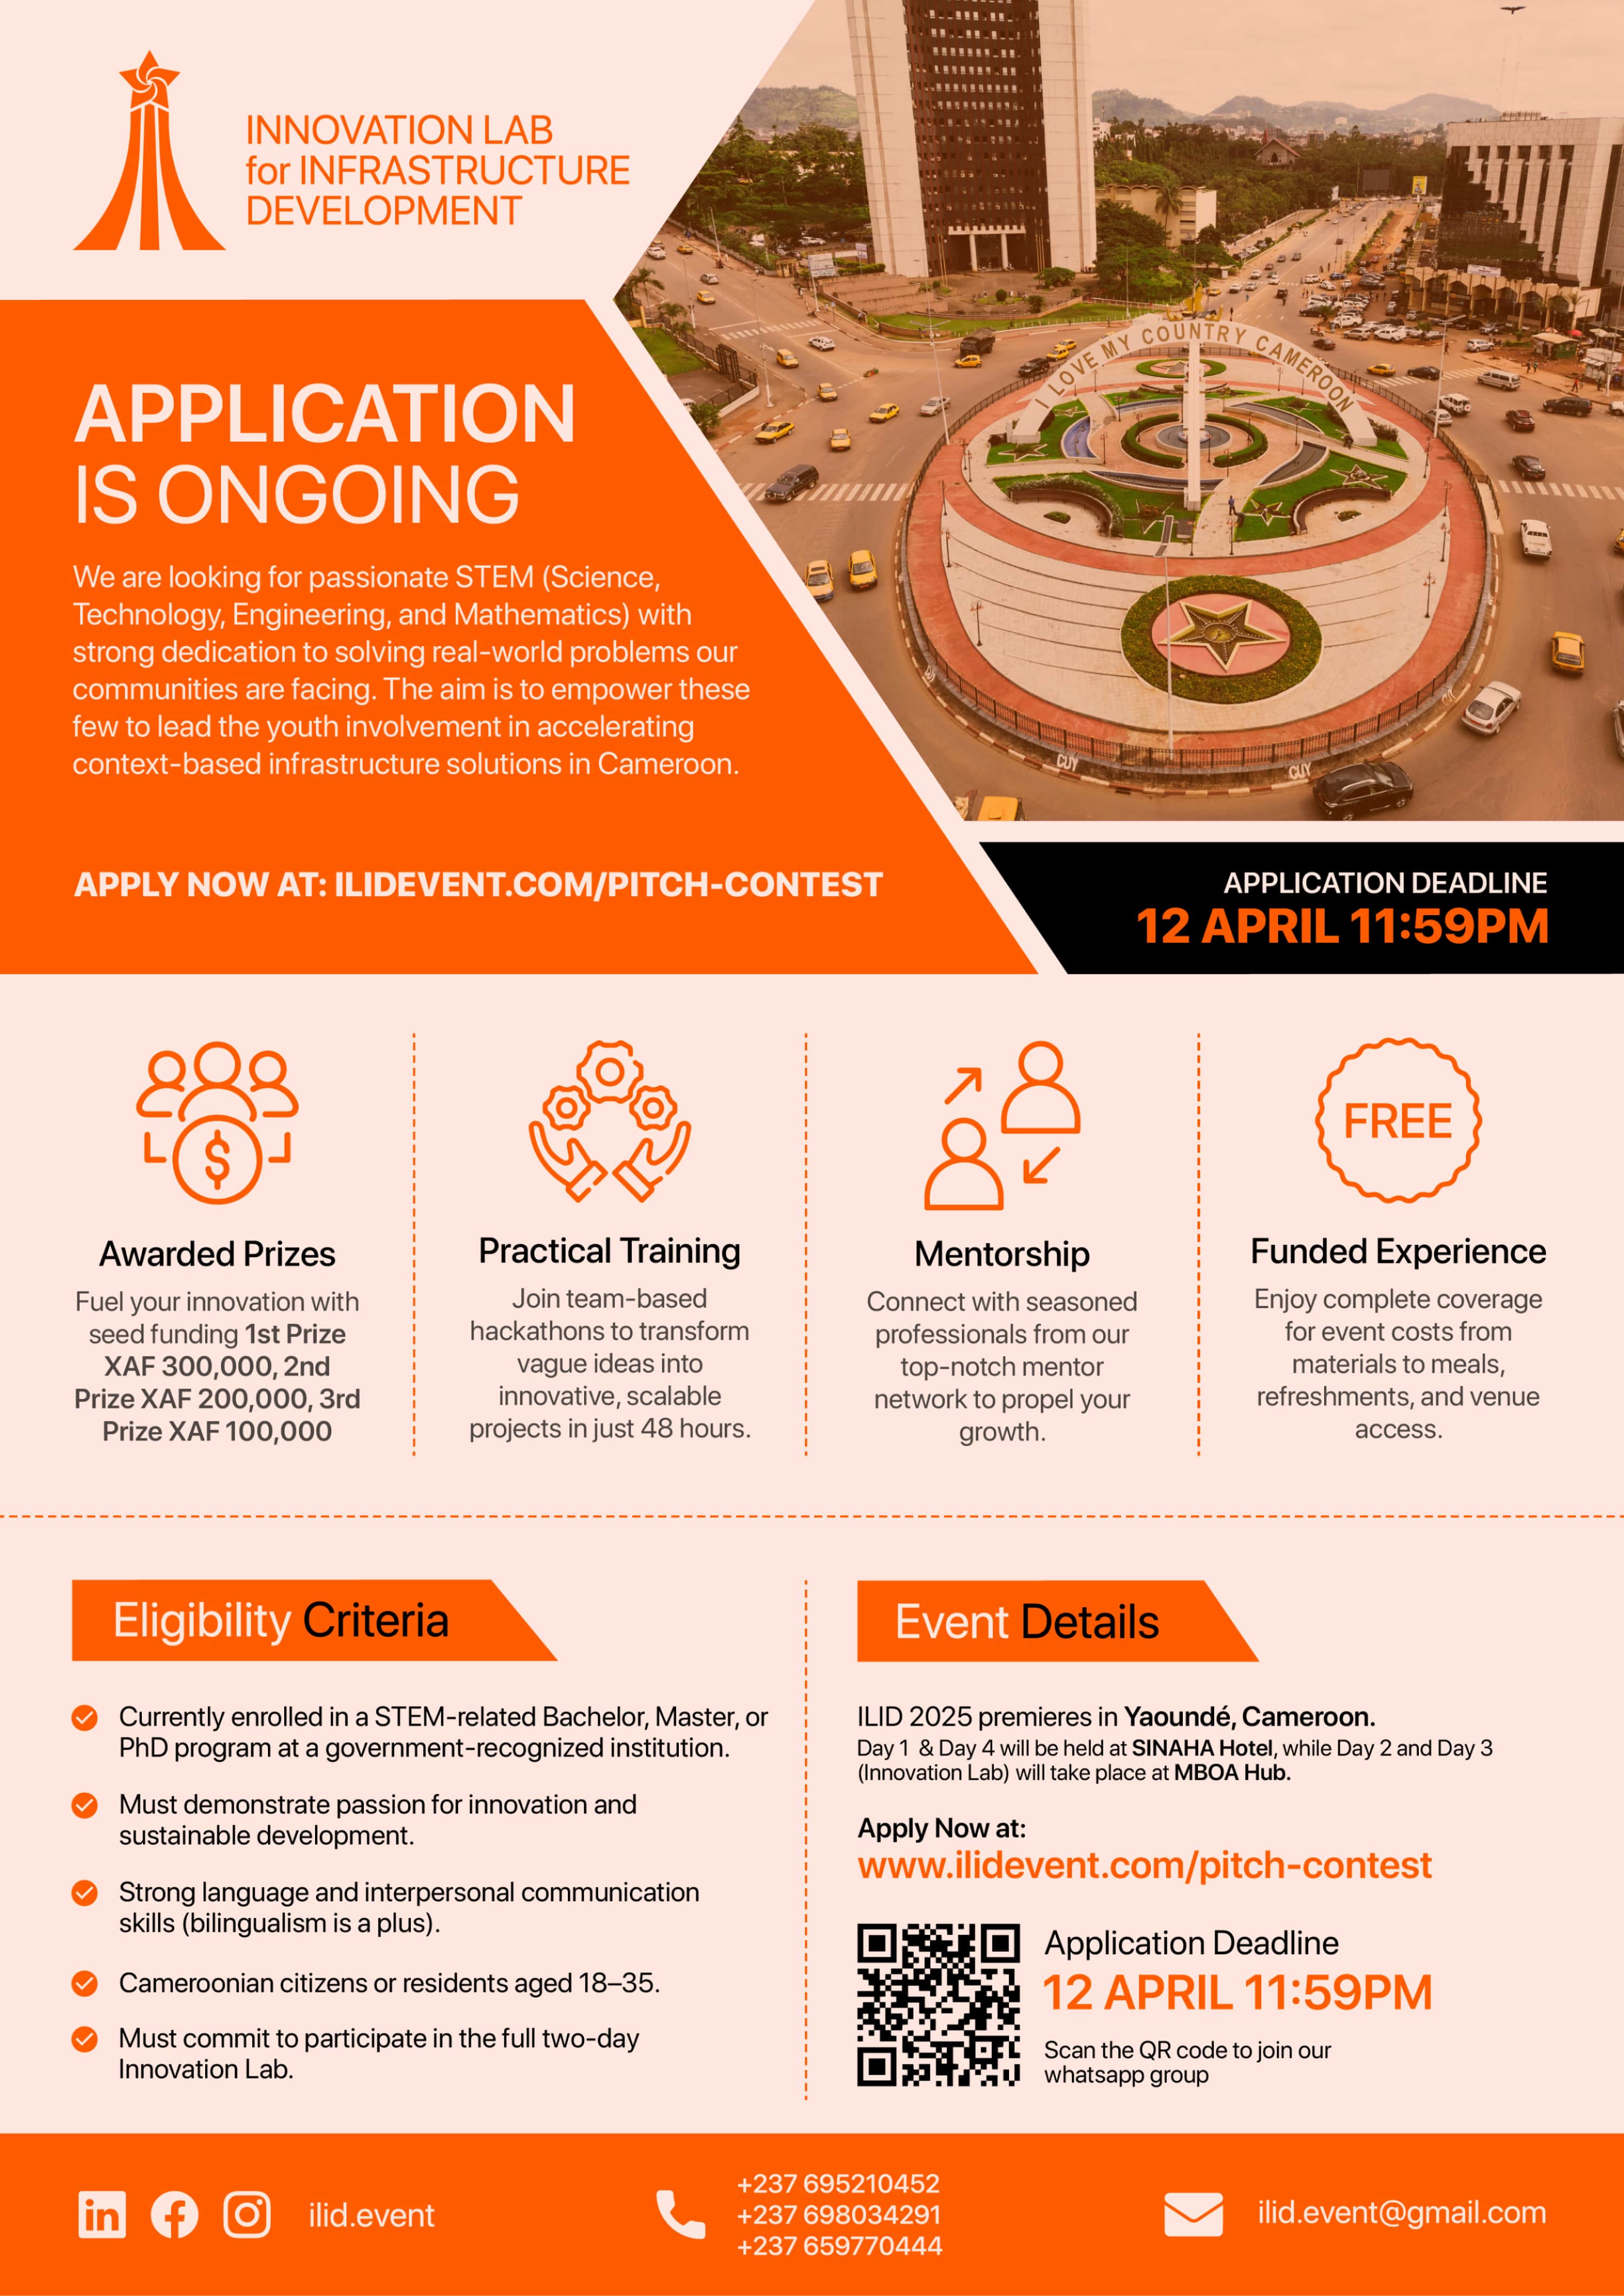 INNOVATION LAB
for INFRASTRUCTURE
DEVELOPMENT
I LOVE MY COUNTRY CAMEROON
CUY
CUY
APPLICATION
IS ONGOING
We are looking for passionate STEM (Science,
Technology, Engineering, and Mathematics) with
strong dedication to solving real-world problems our
communities are facing. The aim is to empower these
few to lead the youth involvement in accelerating
context-based infrastructure solutions in Cameroon.
APPLY NOW AT: ILIDEVENT.COM/PITCH-CONTEST
APPLICATION DEADLINE
12 APRIL 11:59PM
$
Awarded Prizes
Fuel your innovation with
seed funding 1st Prize
XAF 300,000, 2nd
Prize XAF 200,000, 3rd
Prize XAF 100,000
Practical Training
Join team-based
hackathons to transform
vague ideas into
innovative, scalable
projects in just 48 hours.
Mentorship
Connect with seasoned
professionals from our
top-notch mentor
network to propel your
growth.
FREE
Funded Experience
Enjoy complete coverage
for event costs from
materials to meals,
refreshments, and venue
access.
Eligibility Criteria
Currently enrolled in a STEM-related Bachelor, Master, or
PhD program at a government-recognized institution.
Must demonstrate passion for innovation and
sustainable development.
Strong language and interpersonal communication
skills (bilingualism is a plus).
Cameroonian citizens or residents aged 18–35.
Must commit to participate in the full two-day
Innovation Lab.
Event Details
ILID 2025 premieres in Yaoundé, Cameroon.
Day 1 & Day 4 will be held at SINAHA Hotel, while Day 2 and Day 3
(Innovation Lab) will take place at MBOA Hub.
Apply Now at:
www.ilidevent.com/pitch-contest
Application Deadline
12 APRIL 11:59PM
Scan the QR code to join our
whatsapp group
in
ilid.event
+237 695210452
+237 698034291
+237 659770444
ilid.event@gmail.com